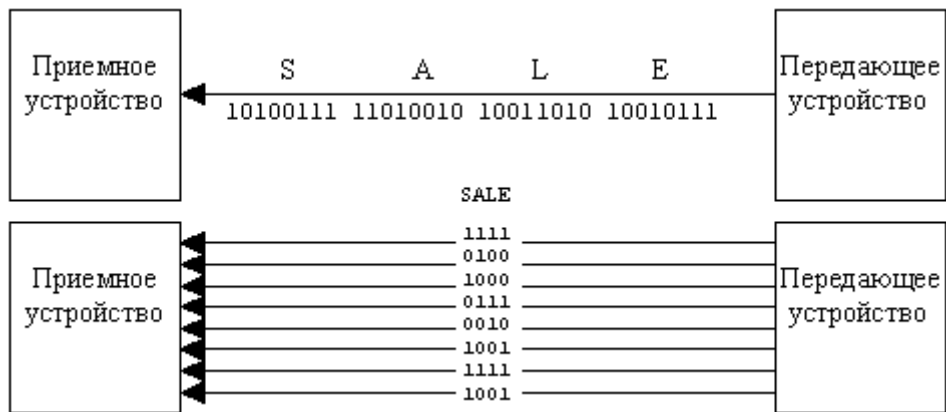 Приемное
устройство
S A L E
10100111 11010010 10011010 10010111
Передающее
устройство
SALE
Приемное
устройство
1111
0100
1000
0111
0010
1001
1111
1001
Передающее
устройство